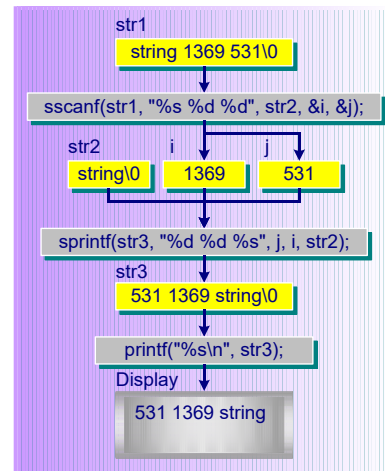 str1
string 1369 531\0
sscanf(str1, "%s %d %d", str2, &i, &j);
str2 i j
string\0 1369 531
sprintf(str3, "%d %d %s", j, i, str2);
str3
531 1369 string\0
printf("%s\n", str3);
Display
531 1369 string